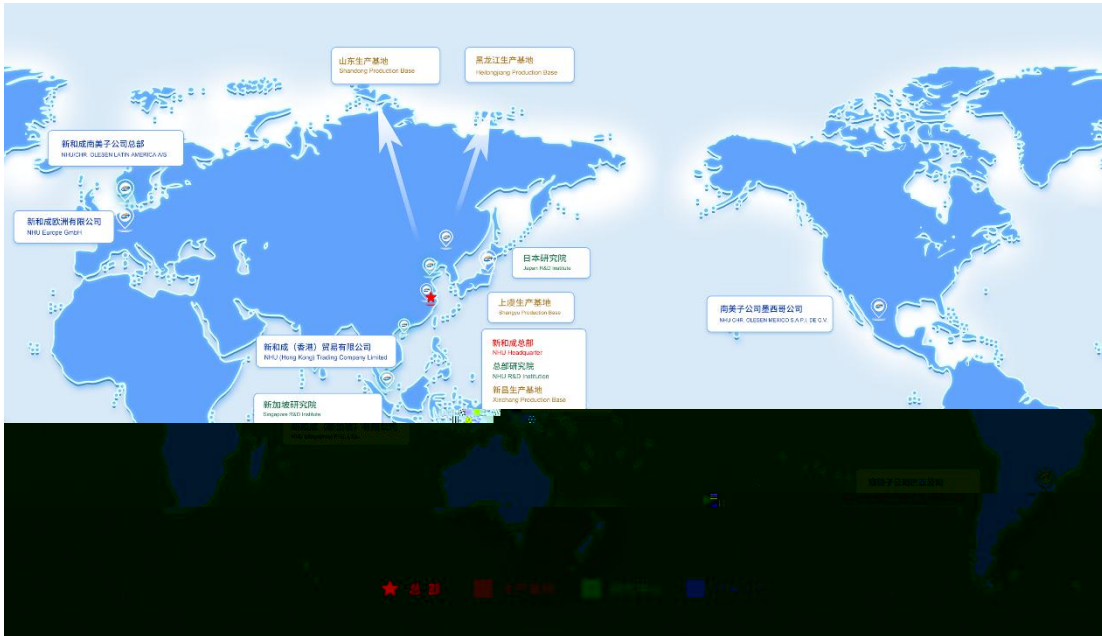 山东生产基地
Shandong Production Base
黑龙江生产基地
Heilongjiang Production Base
新和成南美子公司总部
NHU/CHR. OLESEN LATIN AMERICA A/S
新和成欧洲有限公司
NHU Europe GmbH
日本研究院
Japan R&D Institute
上虞生产基地
Shangyu Production Base
南美子公司墨西哥公司
NHU CHR. OLESEN MEXICO S.A.P.I. DE C.V.
新和成（香港）贸易有限公司
NHU (Hong Kong) Trading Company Limited
新和成总部
NHU Headquarter
总部研究院
NHU R&D Institution
新昌生产基地
Xinchang Production Base
新加坡研究院
Singapore R&D Institute
总 部